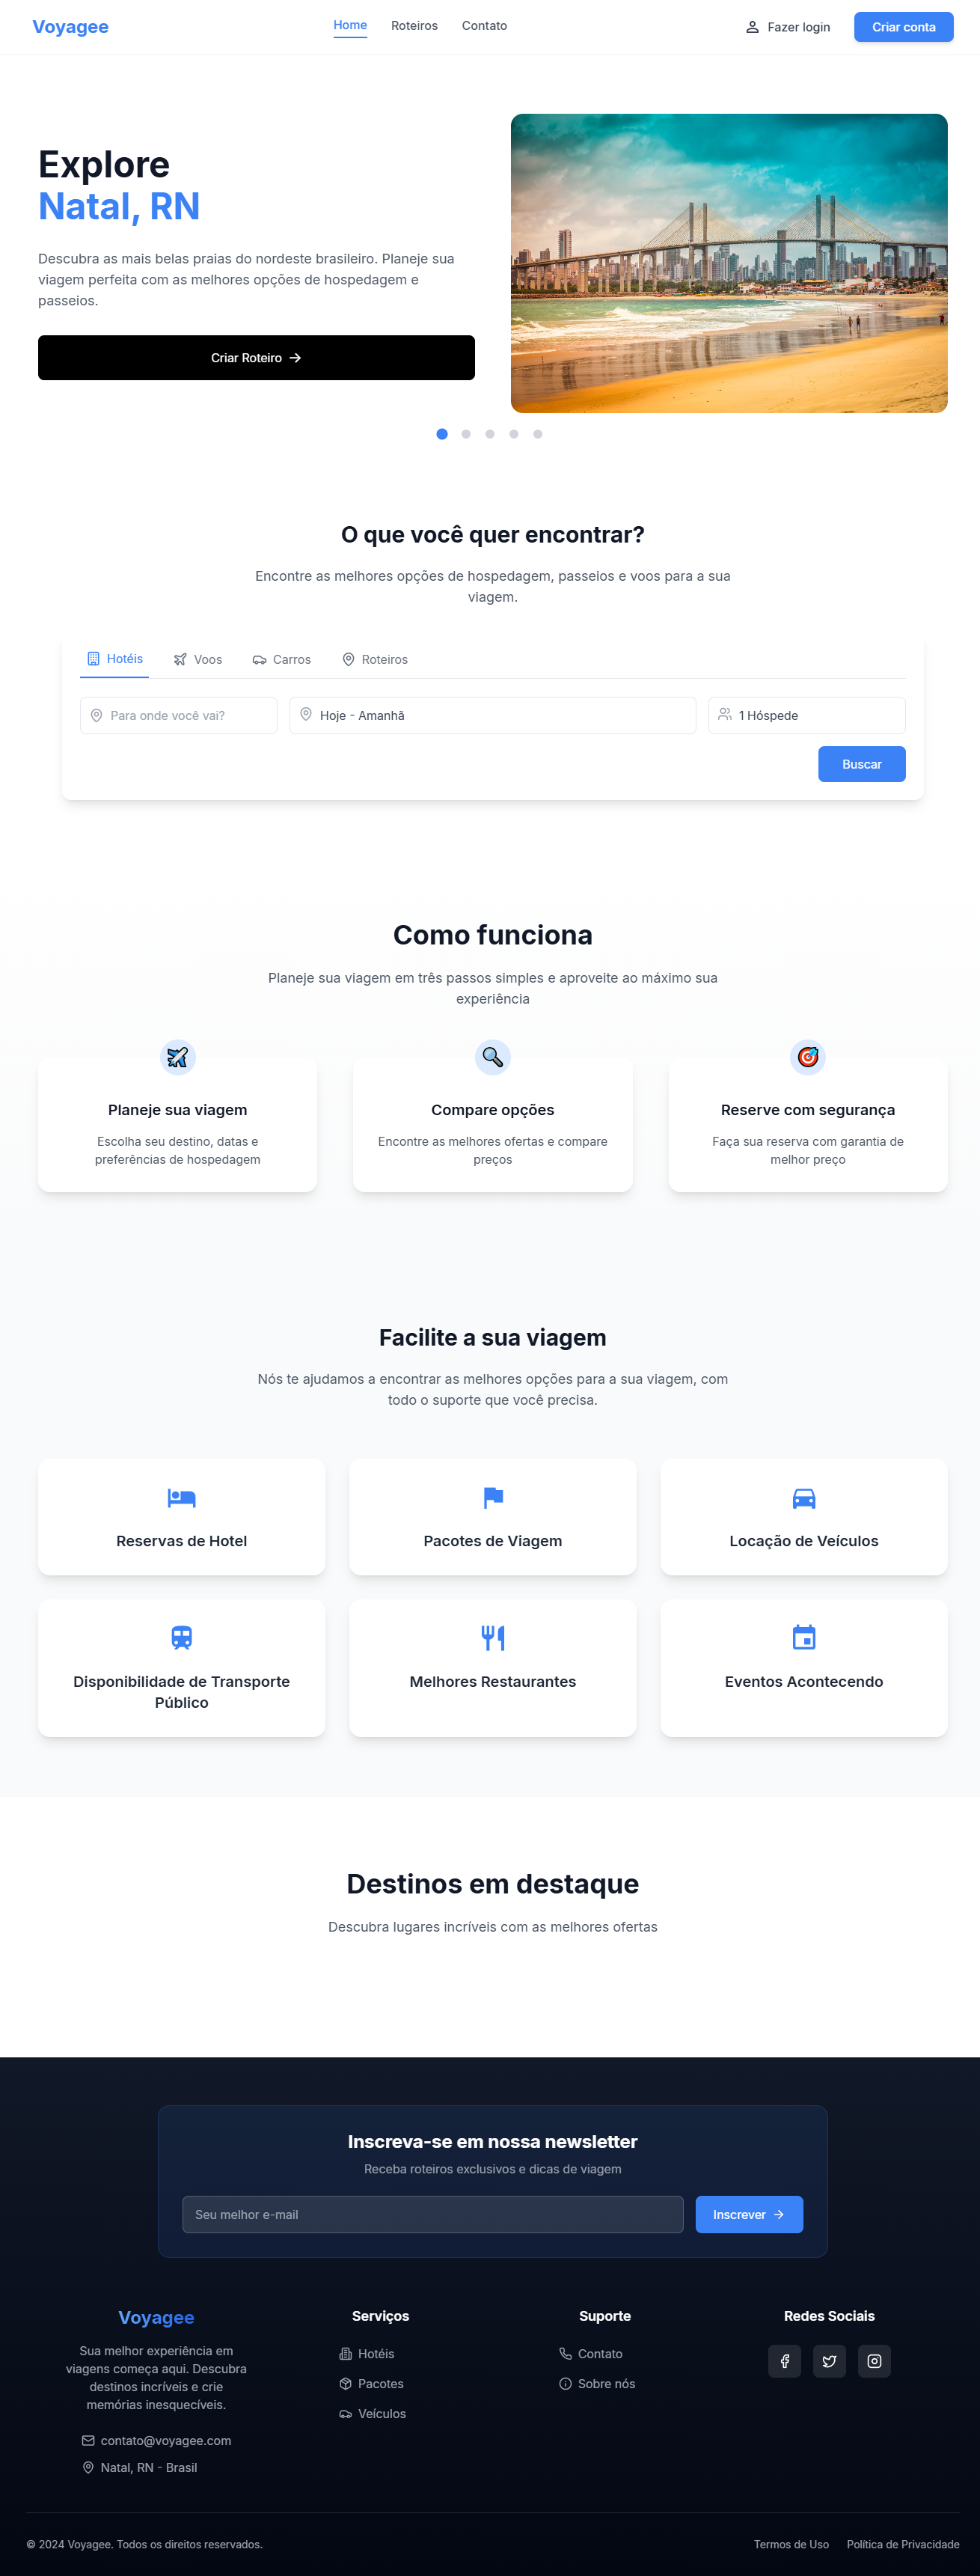 Voyagee
Home
Roteiros
Contato
Fazer login
Criar conta
Explore
Natal, RN
Descubra as mais belas praias do nordeste brasileiro. Planeje sua
viagem perfeita com as melhores opções de hospedagem e
passeios.
Criar Roteiro
O que você quer encontrar?
Encontre as melhores opções de hospedagem, passeios e voos para a sua
viagem.
Hotéis
Voos
Carros
Roteiros
Para onde você vai?
Hoje - Amanhã
1 Hóspede
Buscar
Como funciona
Planeje sua viagem em três passos simples e aproveite ao máximo sua
experiência
Planeje sua viagem
Escolha seu destino, datas e
preferências de hospedagem
Compare opções
Encontre as melhores ofertas e compare
preços
Reserve com segurança
Faça sua reserva com garantia de
melhor preço
Facilite a sua viagem
Nós te ajudamos a encontrar as melhores opções para a sua viagem, com
todo o suporte que você precisa.
Reservas de Hotel
Pacotes de Viagem
Locação de Veículos
Disponibilidade de Transporte
Público
Melhores Restaurantes
Eventos Acontecendo
Destinos em destaque
Descubra lugares incríveis com as melhores ofertas
Inscreva-se em nossa newsletter
Receba roteiros exclusivos e dicas de viagem
Seu melhor e-mail
Inscrever
Voyagee
Sua melhor experiência em
viagens começa aqui. Descubra
destinos incríveis e crie
memórias inesquecíveis.
contato@voyagee.com
Natal, RN - Brasil
Serviços
Hotéis
Pacotes
Veículos
Suporte
Contato
Sobre nós
Redes Sociais
© 2024 Voyagee. Todos os direitos reservados.
Termos de Uso
Política de Privacidade